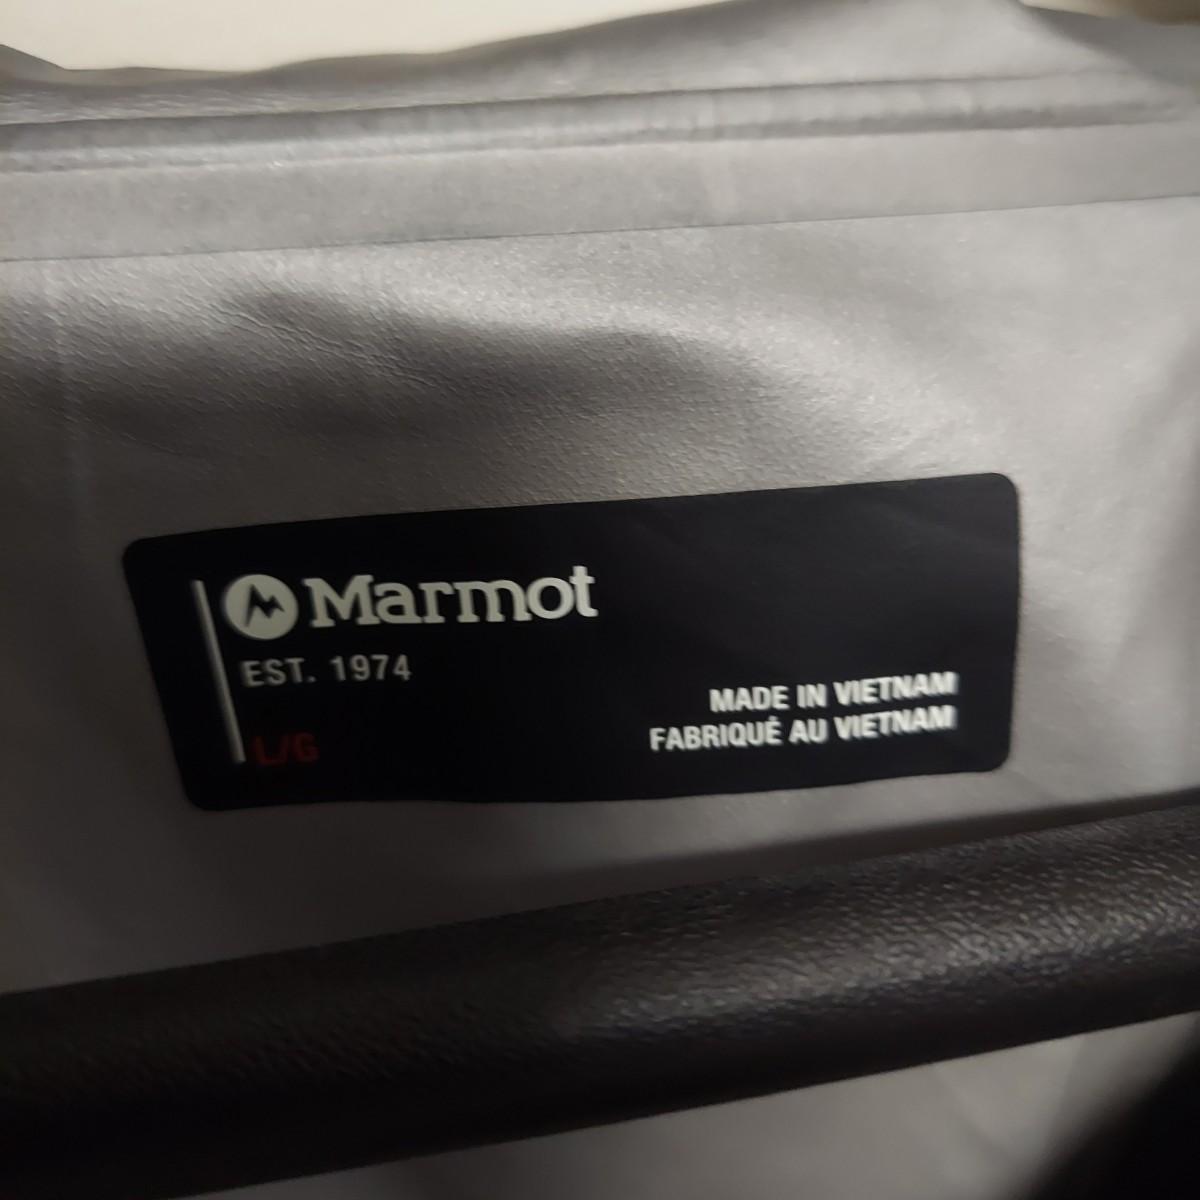 Marmot
EST. 1974
L/G
MADE IN VIETNAM
FABRIQUÉ AU VIETNAM